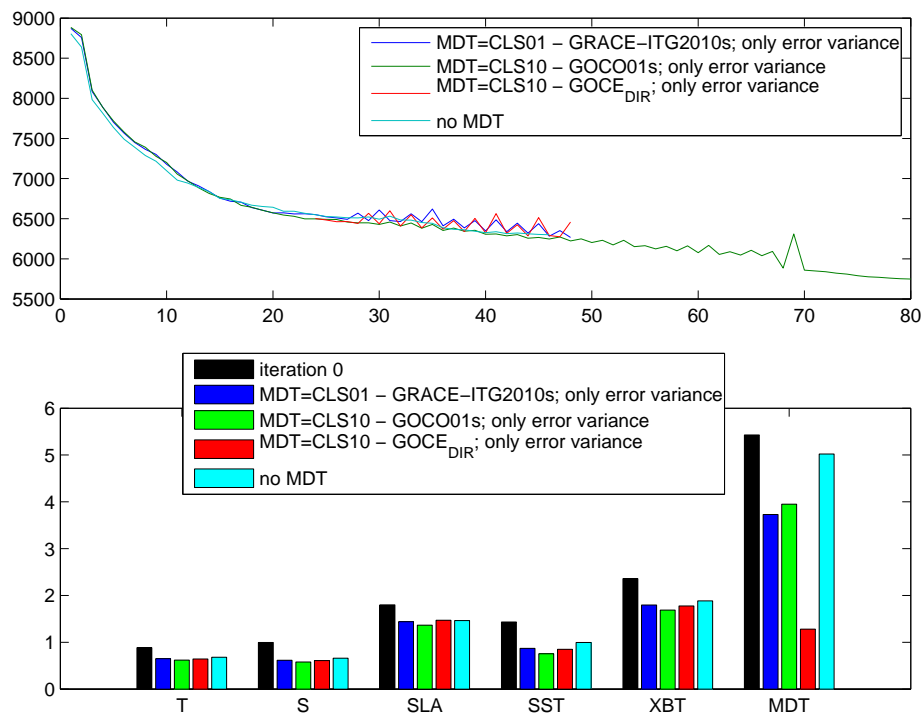 9000
8500
8000
7500
7000
6500
6000
5500
0 10 20 30 40 50 60 70 80
MDT=CLS01 − GRACE−ITG2010s; only error variance
MDT=CLS10 − GOCO01s; only error variance
MDT=CLS10 − GOCE_DIR; only error variance
no MDT
iteration 0
MDT=CLS01 − GRACE−ITG2010s; only error variance
MDT=CLS10 − GOCO01s; only error variance
MDT=CLS10 − GOCE_DIR; only error variance
no MDT
6
5
4
3
2
1
0
T S SLA SST XBT MDT